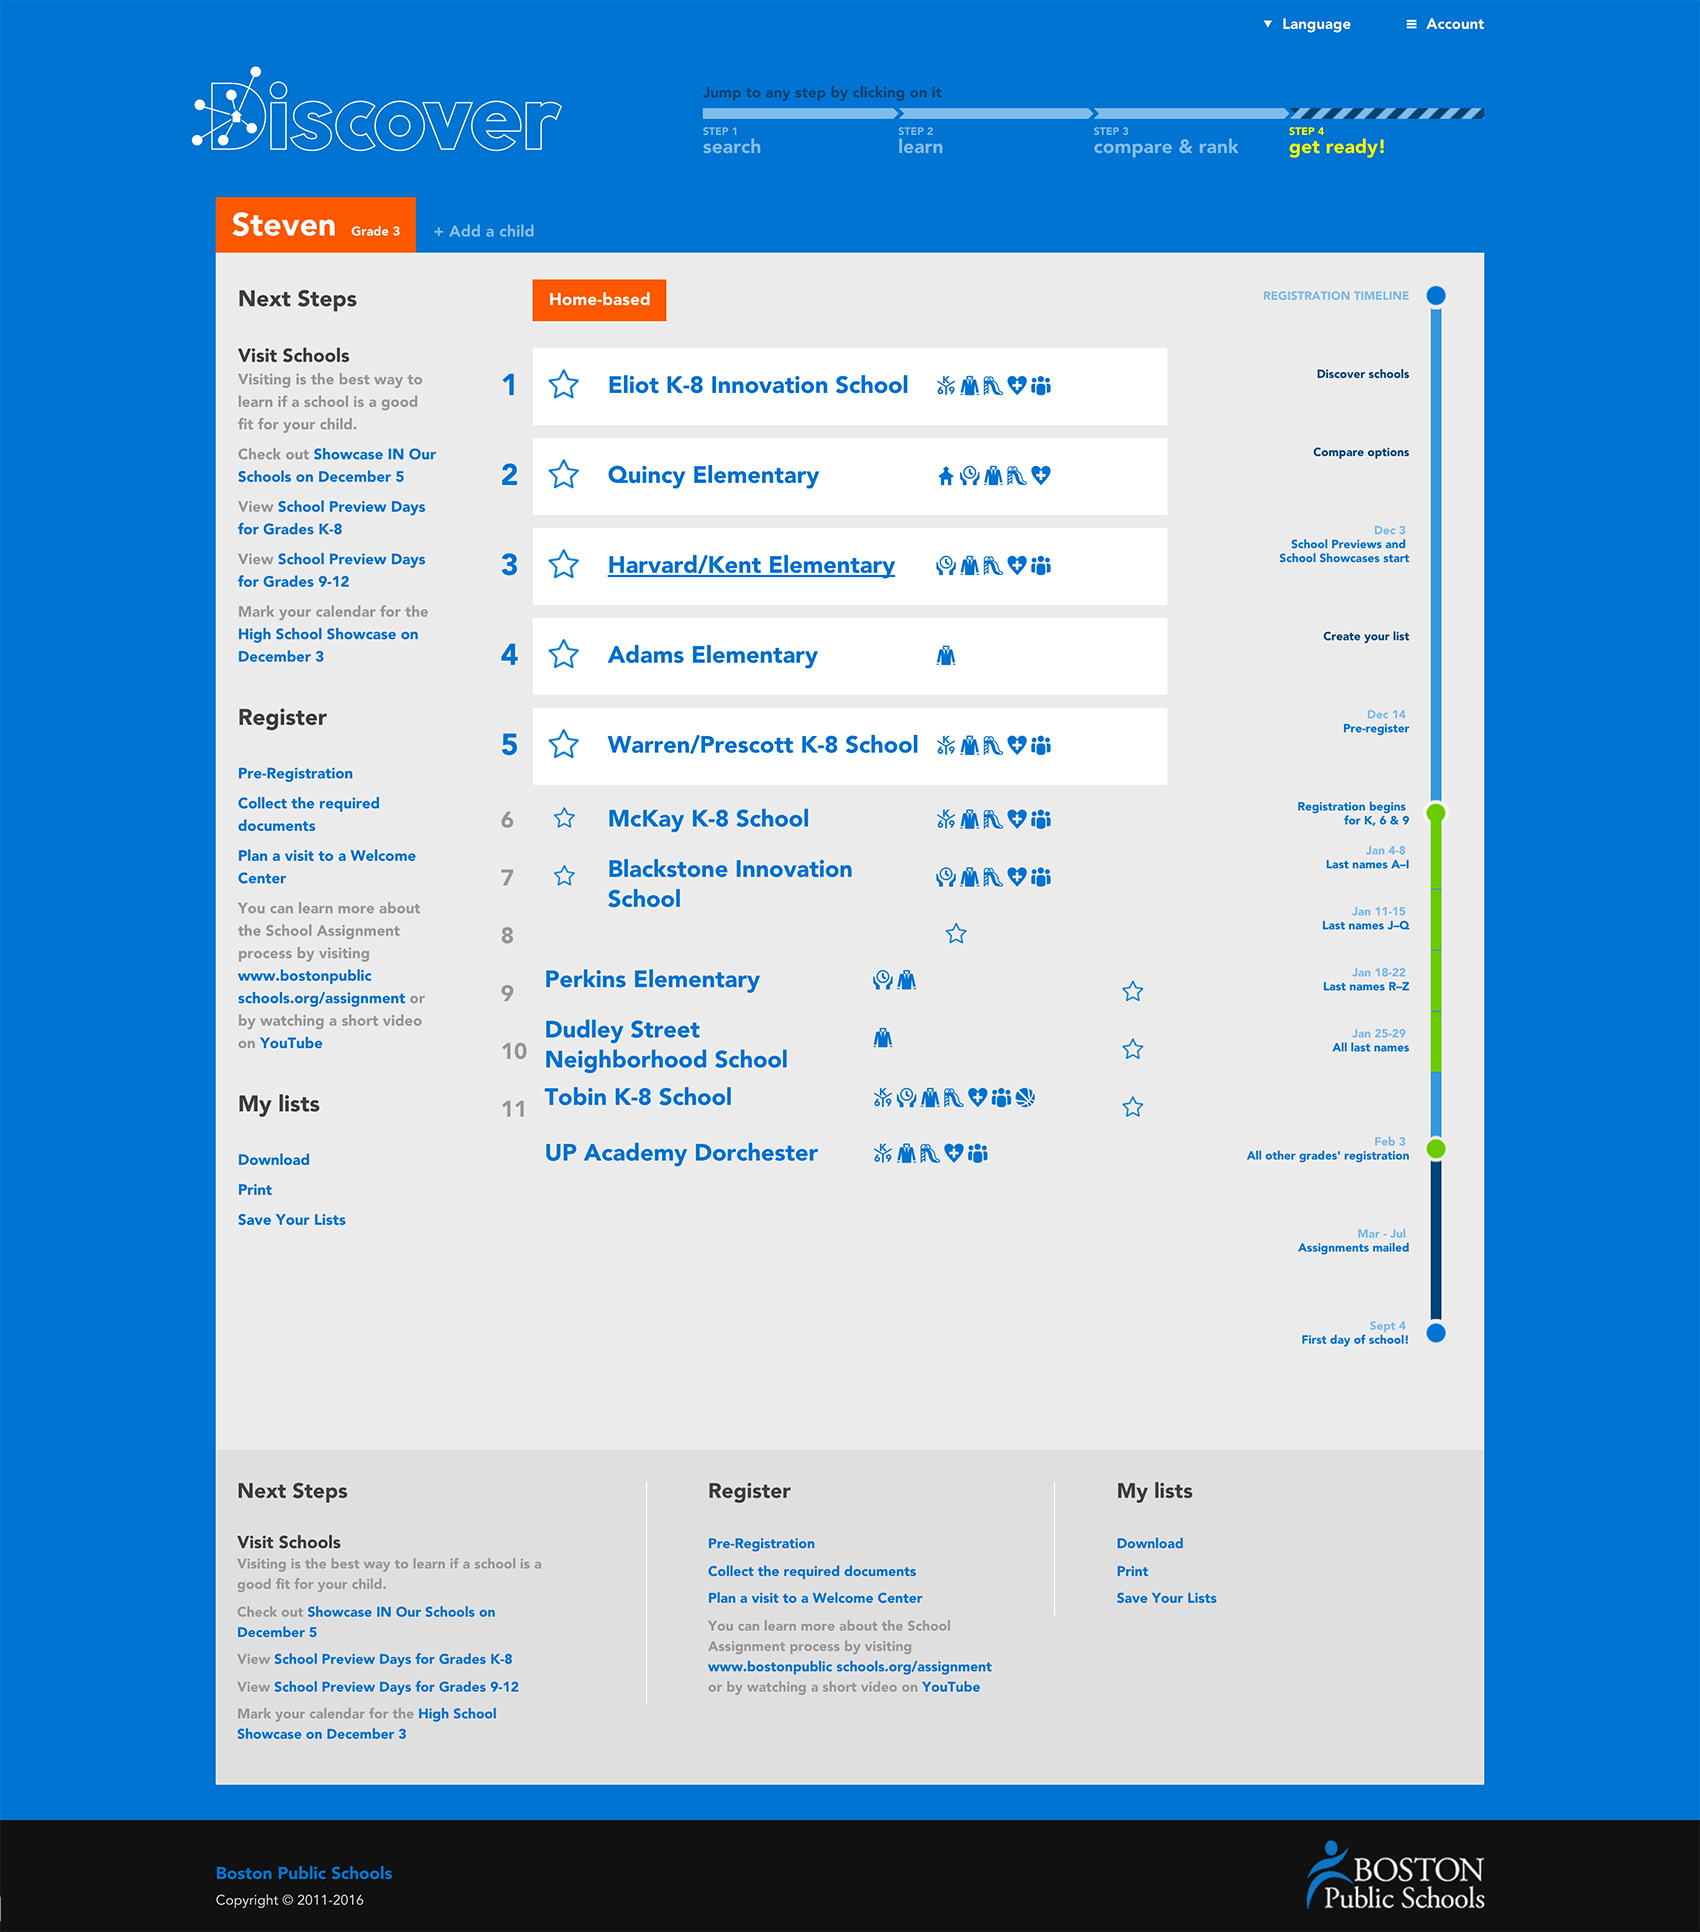 Language
Account
Discover
Jump to any step by clicking on it
STEP 1
search
STEP 2
learn
STEP 3
compare & rank
STEP 4
get ready!
Steven Grade 3
+ Add a child
Next Steps
Visit Schools
Visiting is the best way to
learn if a school is a good
fit for your child.
Check out Showcase IN Our
Schools on December 5
View School Preview Days
for Grades K-8
View School Preview Days
for Grades 9-12
Mark your calendar for the
High School Showcase on
December 3
Register
Pre-Registration
Collect the required
documents
Plan a visit to a Welcome
Center
You can learn more about
the School Assignment
process by visiting
www.bostonpublic
schools.org/assignment or
by watching a short video
on YouTube
My lists
Download
Print
Save Your Lists
Home-based
1 Eliot K-8 Innovation School
2 Quincy Elementary
3 Harvard/Kent Elementary
4 Adams Elementary
5 Warren/Prescott K-8 School
6 McKay K-8 School
7 Blackstone Innovation
School
8
Perkins Elementary
9
Dudley Street
10 Neighborhood School
Tobin K-8 School
11
UP Academy Dorchester
REGISTRATION TIMELINE
Discover schools
Compare options
Dec 3
School Previews and
School Showcases start
Create your list
Dec 14
Pre-register
Registration begins
for K, 6 & 9
Jan 4-8
Last names A–I
Jan 11-15
Last names J–Q
Jan 18-22
Last names R–Z
Jan 25-29
All last names
Feb 3
All other grades' registration
Mar - Jul
Assignments mailed
Sept 4
First day of school!
Next Steps
Visit Schools
Visiting is the best way to learn if a school is a
good fit for your child.
Check out Showcase IN Our Schools on
December 5
View School Preview Days for Grades K-8
View School Preview Days for Grades 9-12
Mark your calendar for the High School
Showcase on December 3
Register
Pre-Registration
Collect the required documents
Plan a visit to a Welcome Center
You can learn more about the School
Assignment process by visiting
www.bostonpublic schools.org/assignment
or by watching a short video on YouTube
My lists
Download
Print
Save Your Lists
Boston Public Schools
Copyright © 2011-2016
BOSTON
Public Schools